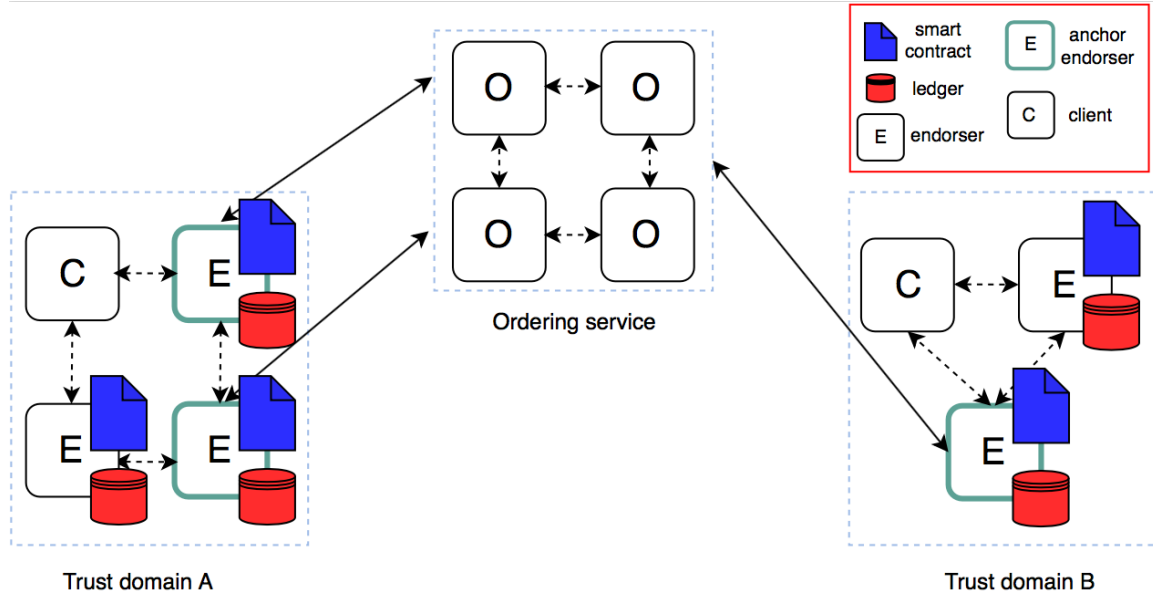 O O
O O
Ordering service
smart
contract
ledger
E endorser
E anchor
endorser
C client
C E
E E
Trust domain A
C E
E
Trust domain B